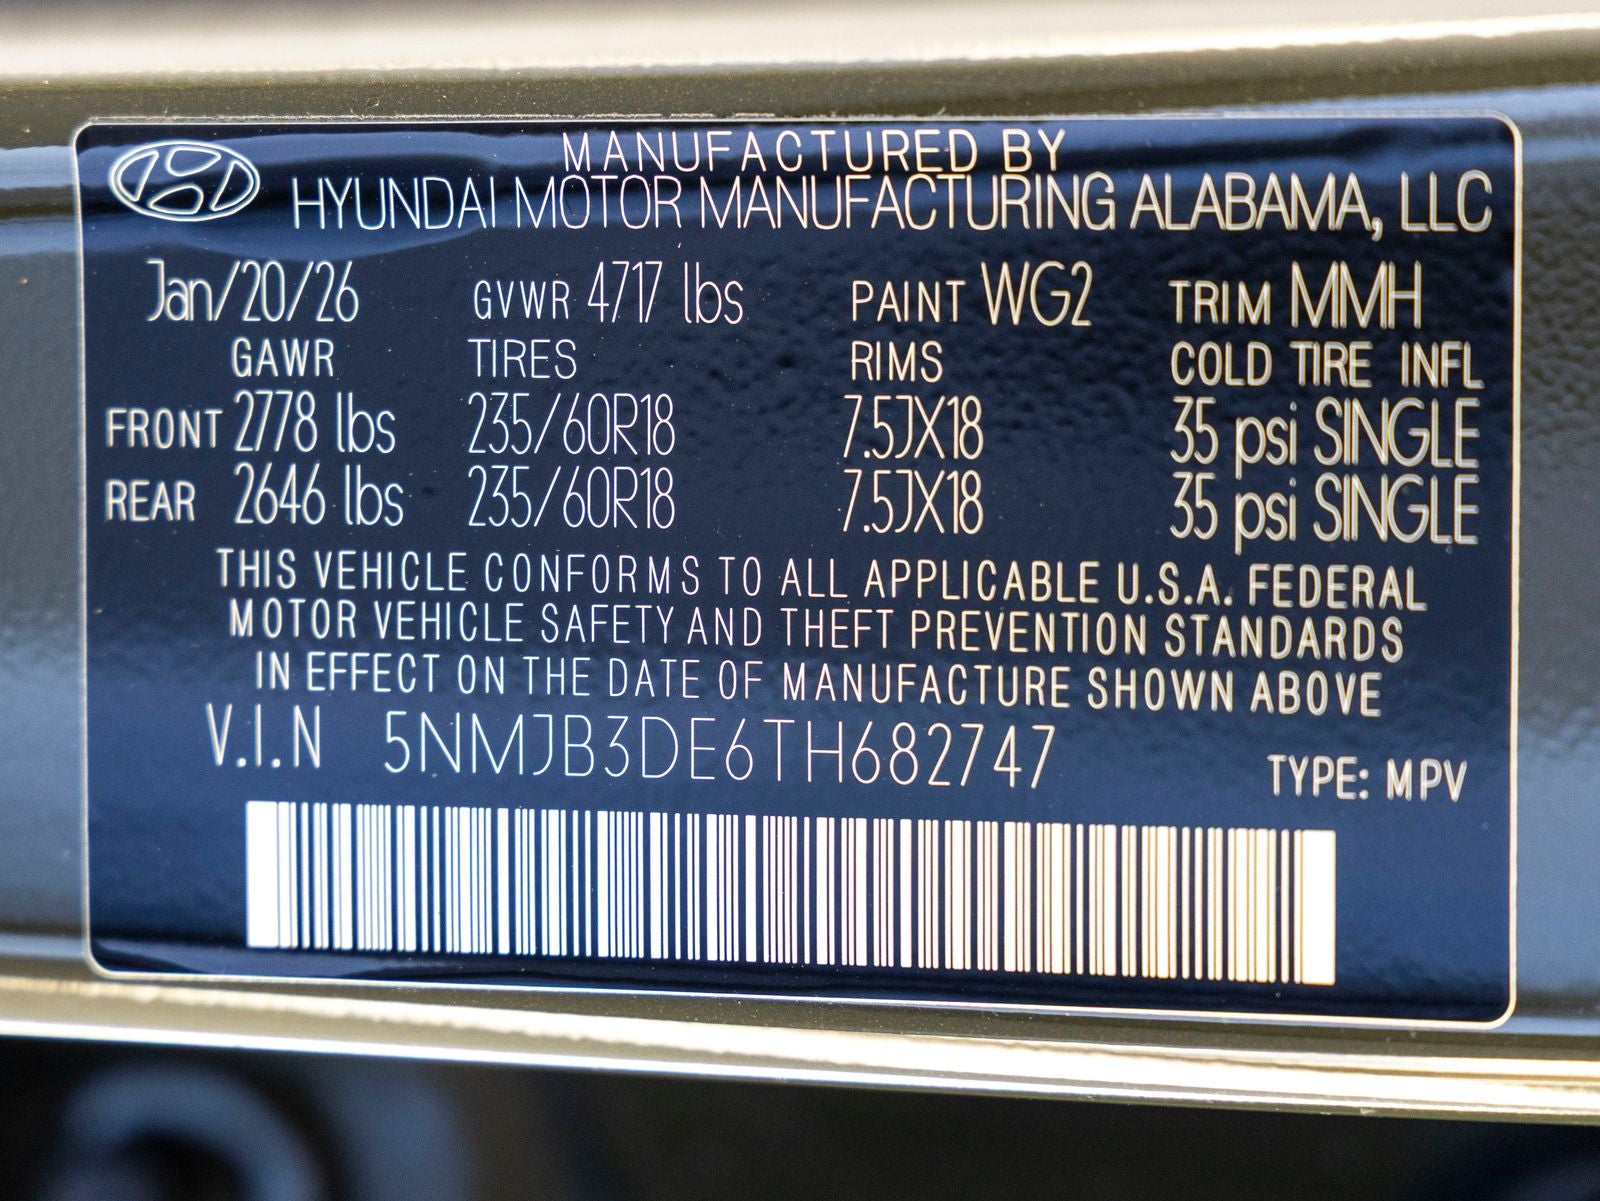 MANUFACTURED BY
HYUNDAI MOTOR MANUFACTURING ALABAMA, LLC
Jan/20/26 GVWR 4717 lbs PAINT WG2 TRIM MMH
GAWR TIRES RIMS COLD TIRE INFL
FRONT 2778 lbs 235/60R18 7.5JX18 35 psi SINGLE
REAR 2646 lbs 235/60R18 7.5JX18 35 psi SINGLE
THIS VEHICLE CONFORMS TO ALL APPLICABLE U.S.A. FEDERAL
MOTOR VEHICLE SAFETY AND THEFT PREVENTION STANDARDS
IN EFFECT ON THE DATE OF MANUFACTURE SHOWN ABOVE
V.I.N 5NMJB3DE6TH682747 TYPE: MPV